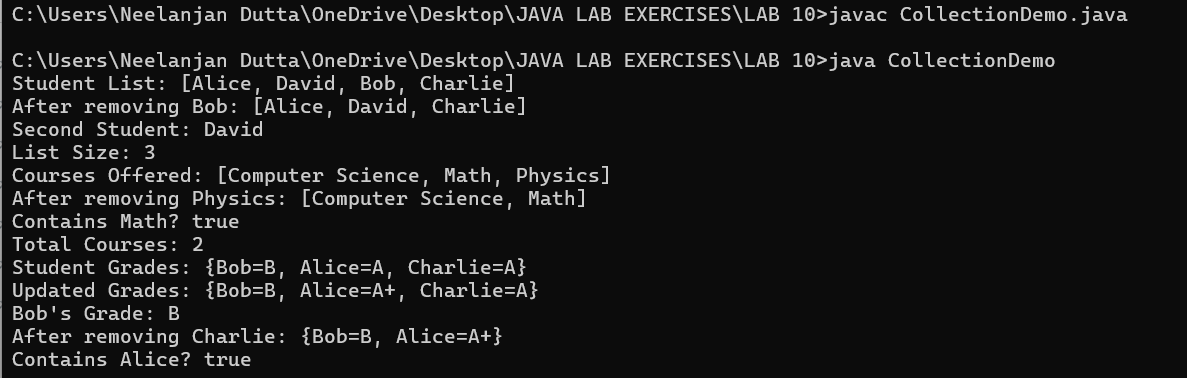 C:\Users\Neelanjan Dutta\OneDrive\Desktop\JAVA LAB EXERCISES\LAB 10>javac CollectionDemo.java
C:\Users\Neelanjan Dutta\OneDrive\Desktop\JAVA LAB EXERCISES\LAB 10>java CollectionDemo
Student List: [Alice, David, Bob, Charlie]
After removing Bob: [Alice, David, Charlie]
Second Student: David
List Size: 3
Courses Offered: [Computer Science, Math, Physics]
After removing Physics: [Computer Science, Math]
Contains Math? true
Total Courses: 2
Student Grades: {Bob=B, Alice=A, Charlie=A}
Updated Grades: {Bob=B, Alice=A+, Charlie=A}
Bob's Grade: B
After removing Charlie: {Bob=B, Alice=A+}
Contains Alice? true